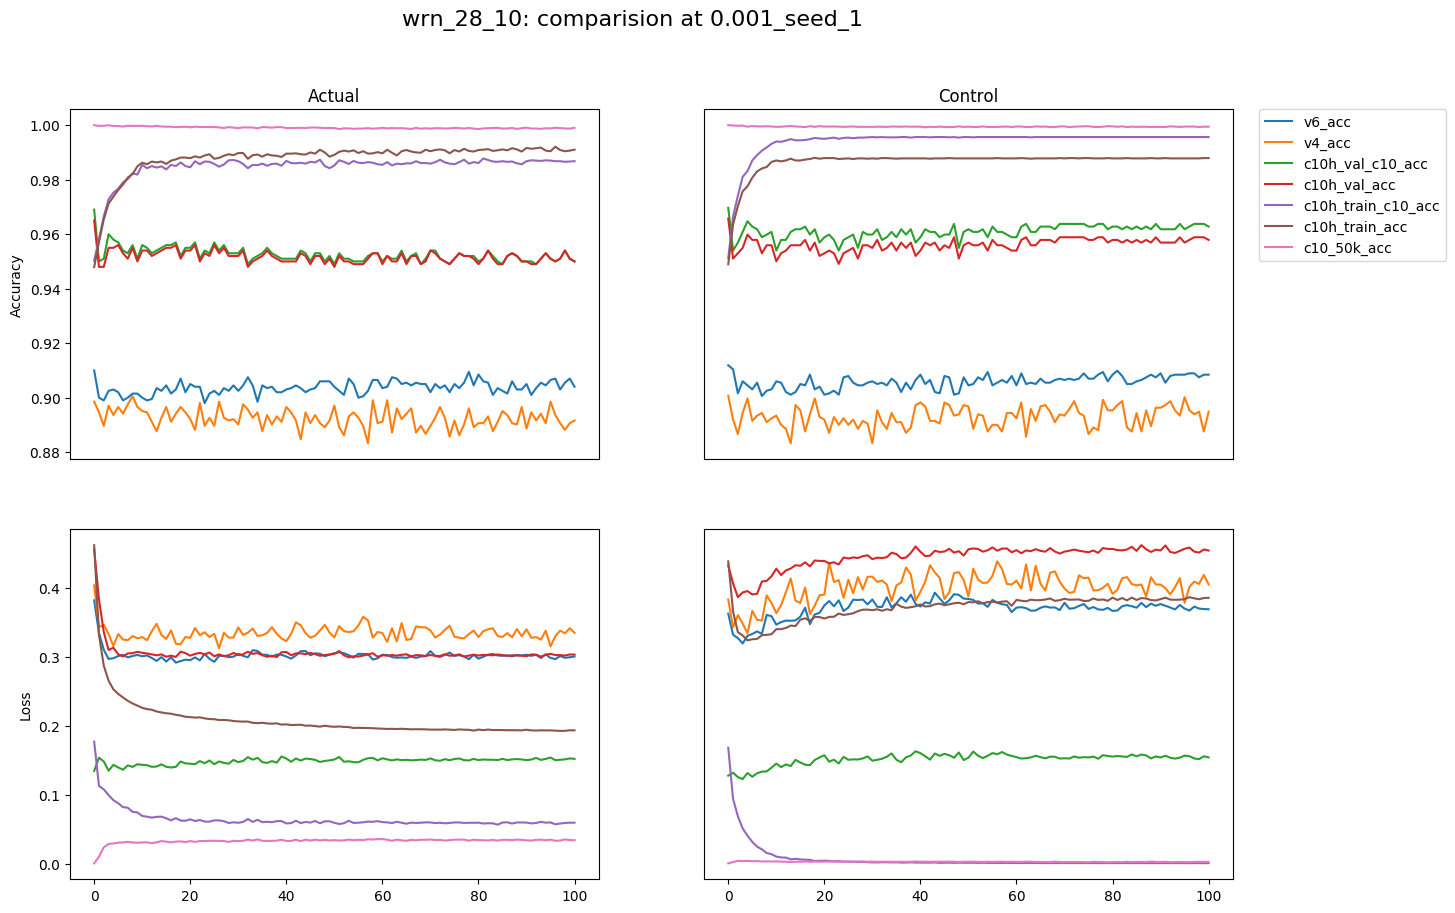 wrn_28_10: comparision at 0.001_seed_1
Actual
Control
1.00
0.98
0.96
0.94
0.92
0.90
0.88
Accuracy
v6_acc
v4_acc
c10h_val_c10_acc
c10h_val_acc
c10h_train_c10_acc
c10h_train_acc
c10_50k_acc
0.4
0.3
0.2
0.1
0.0
Loss
0 20 40 60 80 100
0 20 40 60 80 100